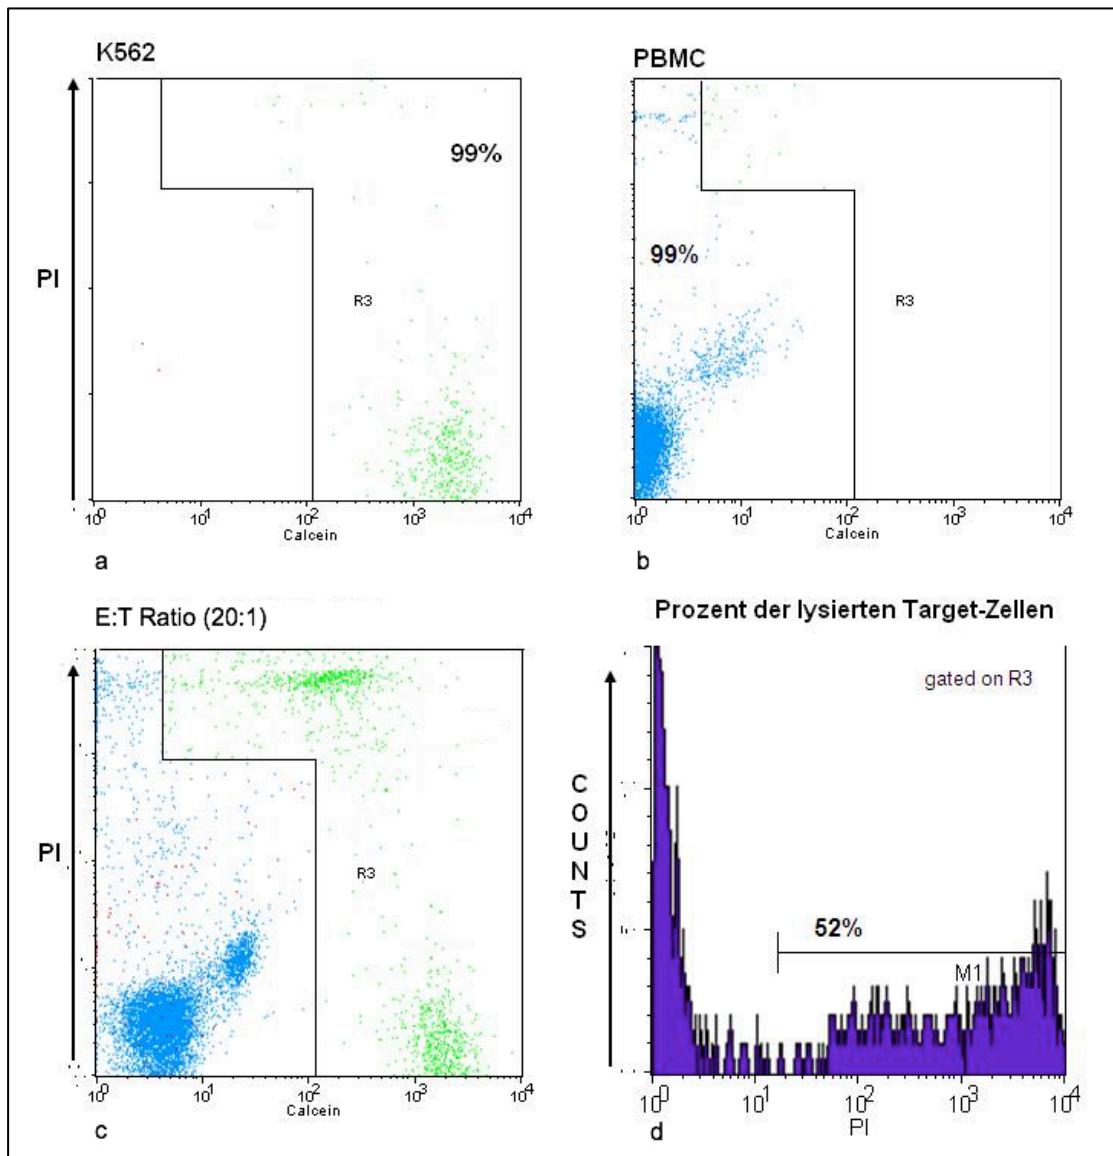 K562
99%
PI
R3
10^0 10^1 10^2 10^3 10^4
Calcein
a
PBMC
99%
R3
10^0 10^1 10^2 10^3 10^4
Calcein
b
E:T Ratio (20:1)
PI
R3
10^0 10^1 10^2 10^3 10^4
Calcein
c
Prozent der lysierten Target-Zellen
gated on R3
COUNTS
52%
M1
10^0 10^1 10^2 10^3 10^4
PI
d